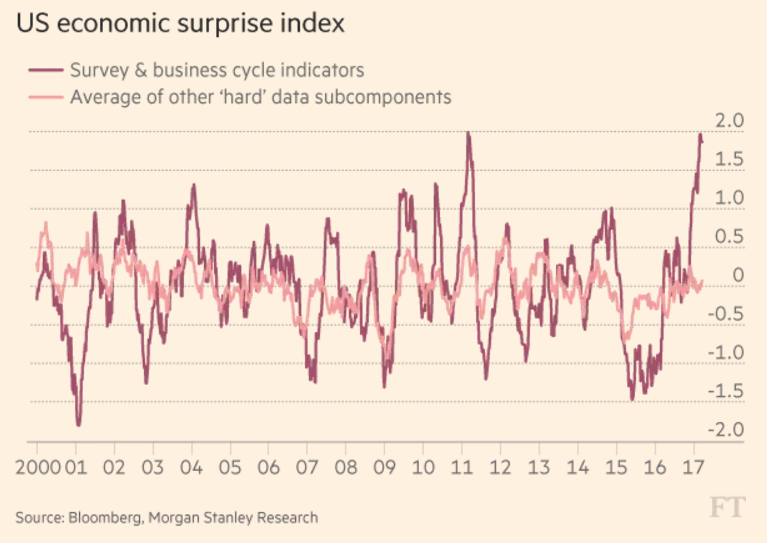 US economic surprise index
Survey & business cycle indicators
Average of other ‘hard’ data subcomponents
2.0
1.5
1.0
0.5
0
-0.5
-1.0
-1.5
-2.0
2000 01 02 03 04 05 06 07 08 09 10 11 12 13 14 15 16 17
Source: Bloomberg, Morgan Stanley Research
FT